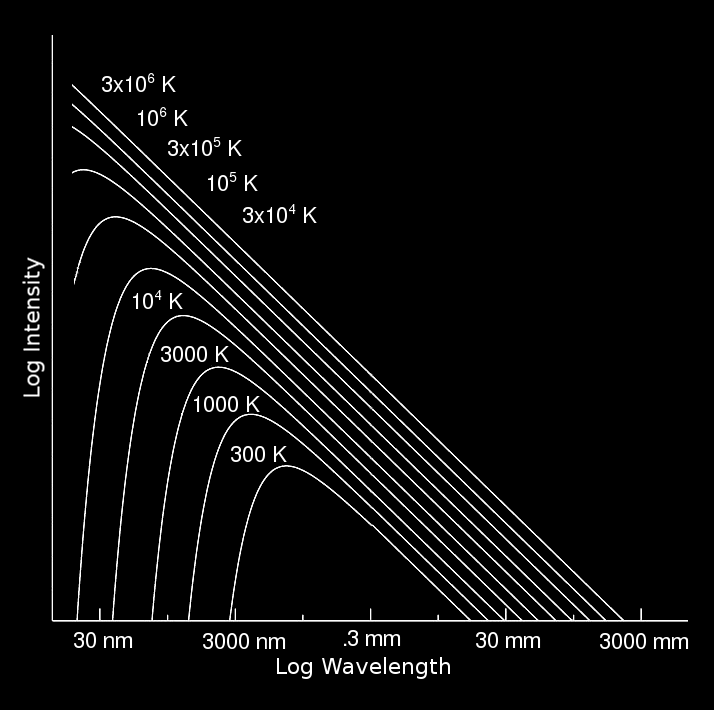 3x10⁶ K
10⁶ K
3x10⁵ K
10⁵ K
3x10⁴ K
10⁴ K
3000 K
1000 K
300 K
Log Intensity
30 nm 3000 nm .3 mm 30 mm 3000 mm
Log Wavelength